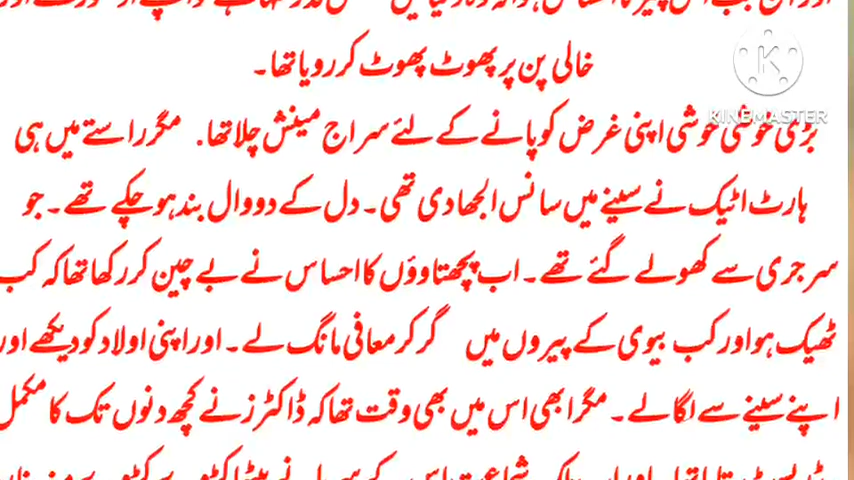 خالی پن پر پھوٹ پھوٹ کر رویا تھا۔
KINEMASTER
بڑی خوشی خوشی اپنی غرض کو پانے کے لئے سراج مینشن چلا تھا. مگر راستے میں ہی
ہارٹ اٹیک نے سینے میں سانس الجھا دی تھی۔ دل کے دو وال بند ہو چکے تھے۔ جو
سرجری سے کھولے گئے تھے۔ اب پچھتاووں کا احساس نے بے چین کر رکھا تھا کہ کب
ٹھیک ہو اور کب بیوی کے پیروں میں گر کر معافی مانگ لے۔ اور اپنی اولاد کو دیکھے اور
اپنے سینے سے لگا لے۔ مگر ابھی اس میں بھی وقت تھا کہ ڈاکٹرز نے کچھ دنوں تک کا مکمل